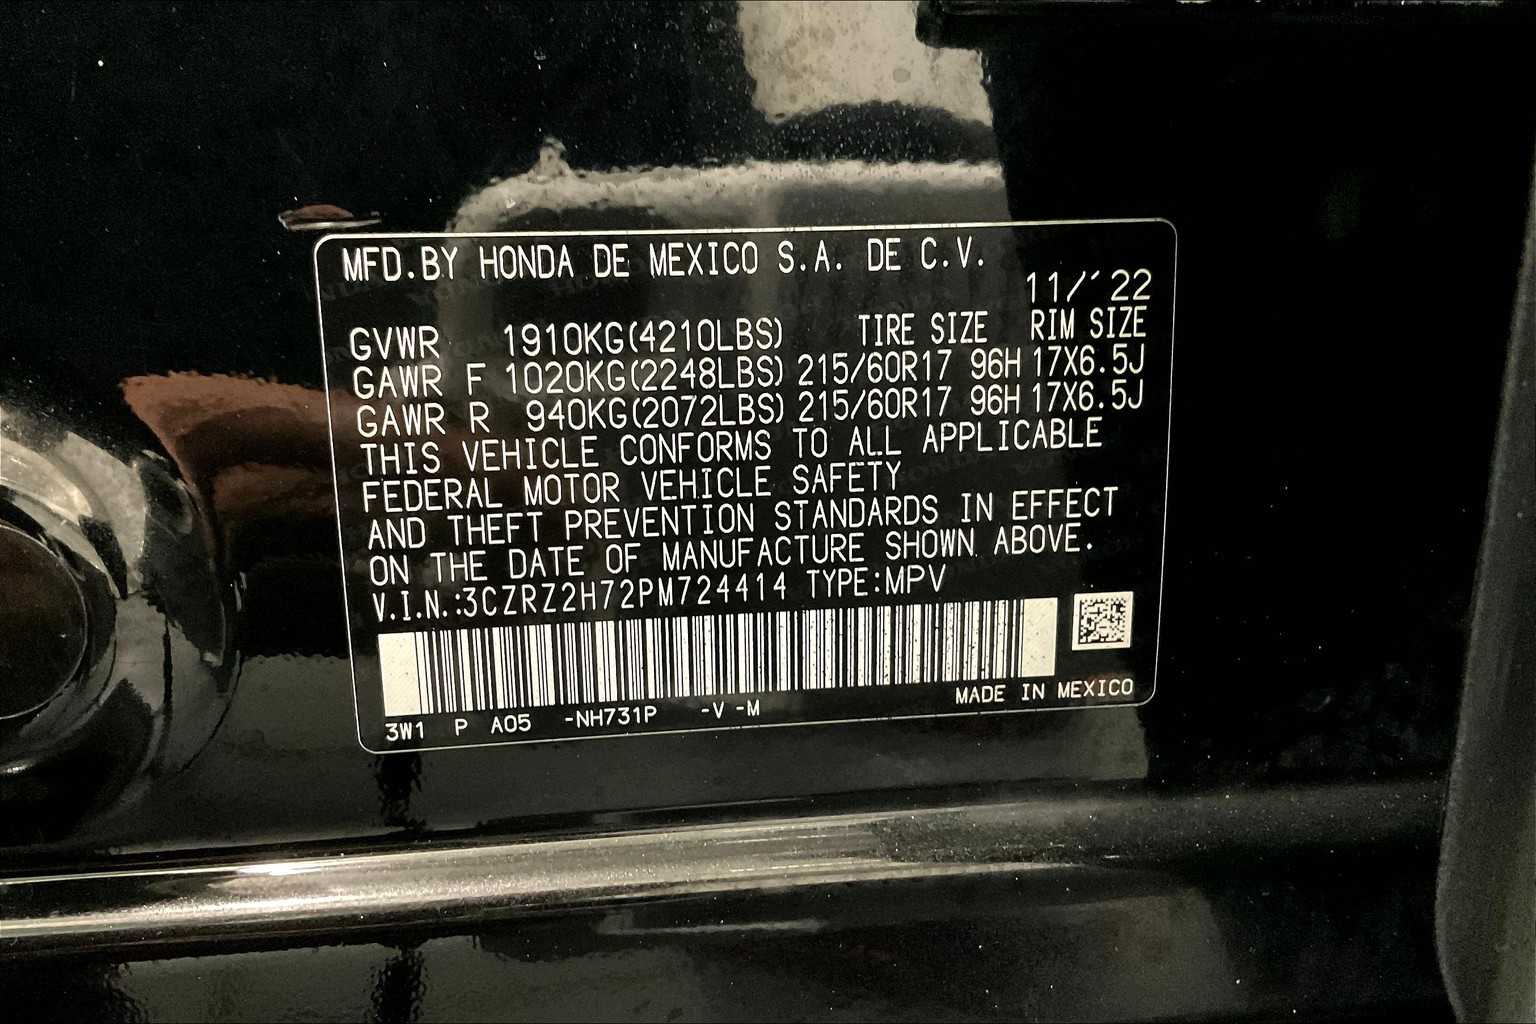 MFD.BY HONDA DE MEXICO S.A. DE C.V.
11/'22
GVWR 1910KG(4210LBS) TIRE SIZE RIM SIZE
GAWR F 1020KG(2248LBS) 215/60R17 96H 17X6.5J
GAWR R 940KG(2072LBS) 215/60R17 96H 17X6.5J
THIS VEHICLE CONFORMS TO ALL APPLICABLE
FEDERAL MOTOR VEHICLE SAFETY
AND THEFT PREVENTION STANDARDS IN EFFECT
ON THE DATE OF MANUFACTURE SHOWN ABOVE.
V.I.N.:3CZRZ2H72PM724414 TYPE:MPV
3W1 P A05 -NH731P -V -M MADE IN MEXICO